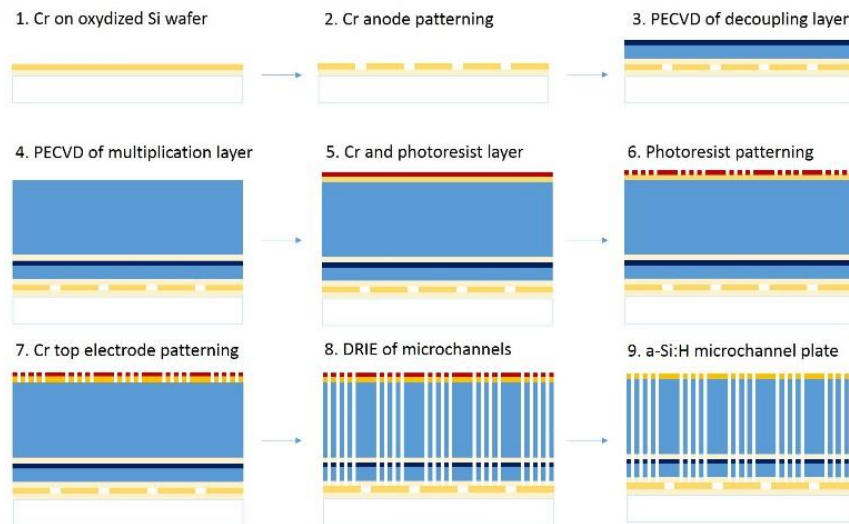 1. Cr on oxydized Si wafer
2. Cr anode patterning
3. PECVD of decoupling layer
4. PECVD of multiplication layer
5. Cr and photoresist layer
6. Photoresist patterning
7. Cr top electrode patterning
8. DRIE of microchannels
9. a-Si:H microchannel plate